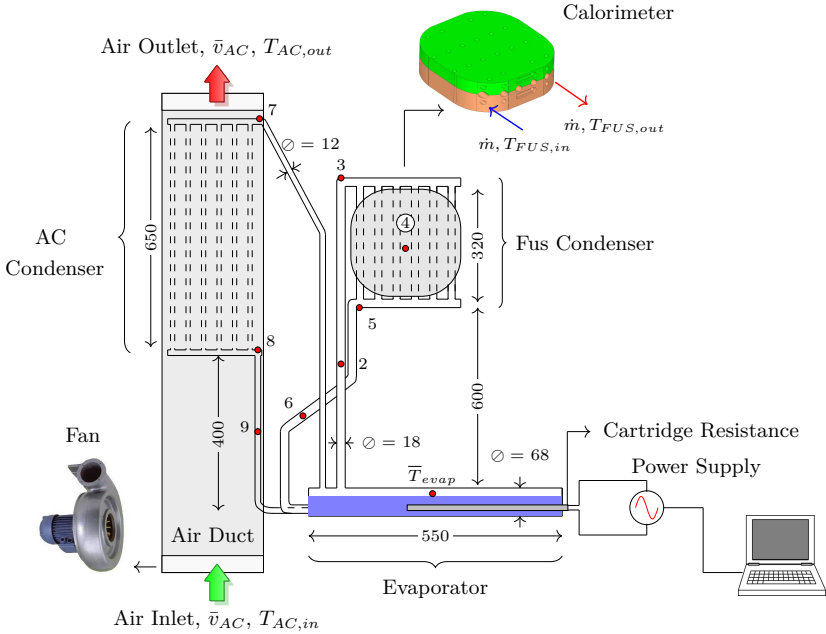 Calorimeter
Air Outlet, v̄_AC, T_AC,out
ṁ, T_FUS,out
ṁ, T_FUS,in
7
∅ = 12
3
AC
Condenser
650
4
320
Fus Condenser
5
8
2
6
9
400
600
Fan
∅ = 18
∅ = 68
Cartridge Resistance
T̄_evap
Power Supply
Air Duct
550
Evaporator
Air Inlet, v̄_AC, T_AC,in